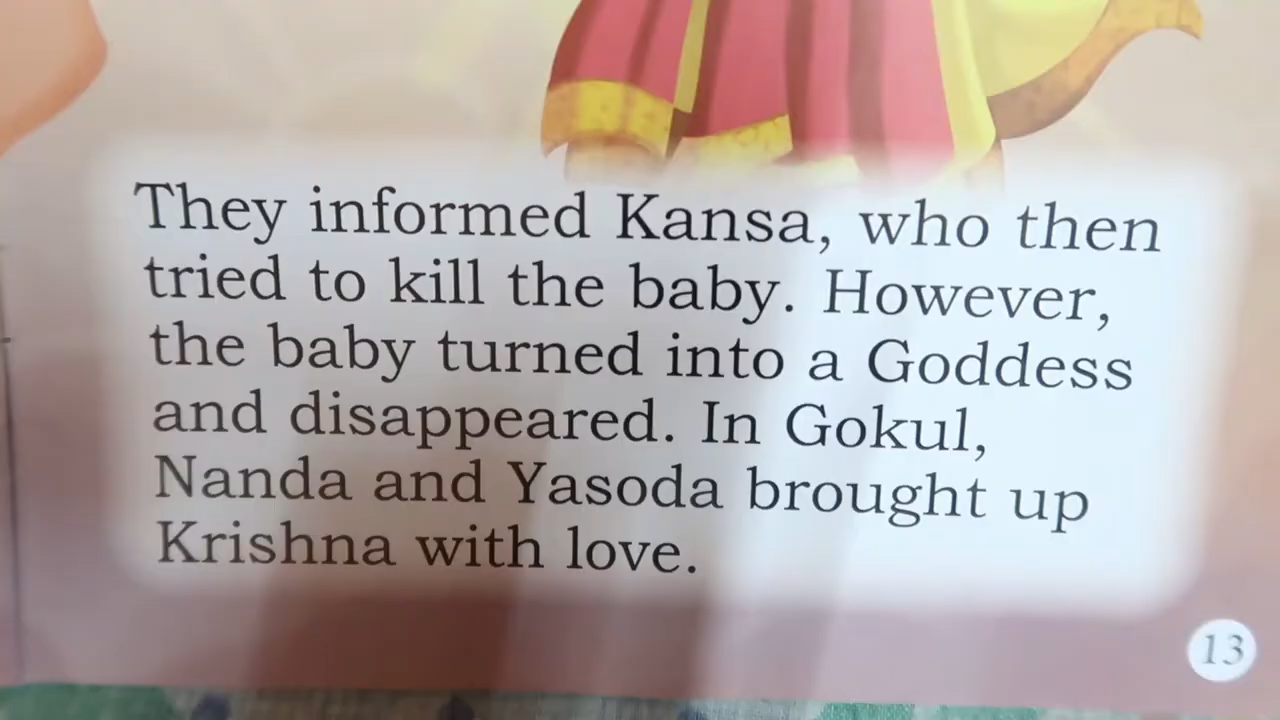 They informed Kansa, who then
tried to kill the baby. However,
the baby turned into a Goddess
and disappeared. In Gokul,
Nanda and Yasoda brought up
Krishna with love.
13